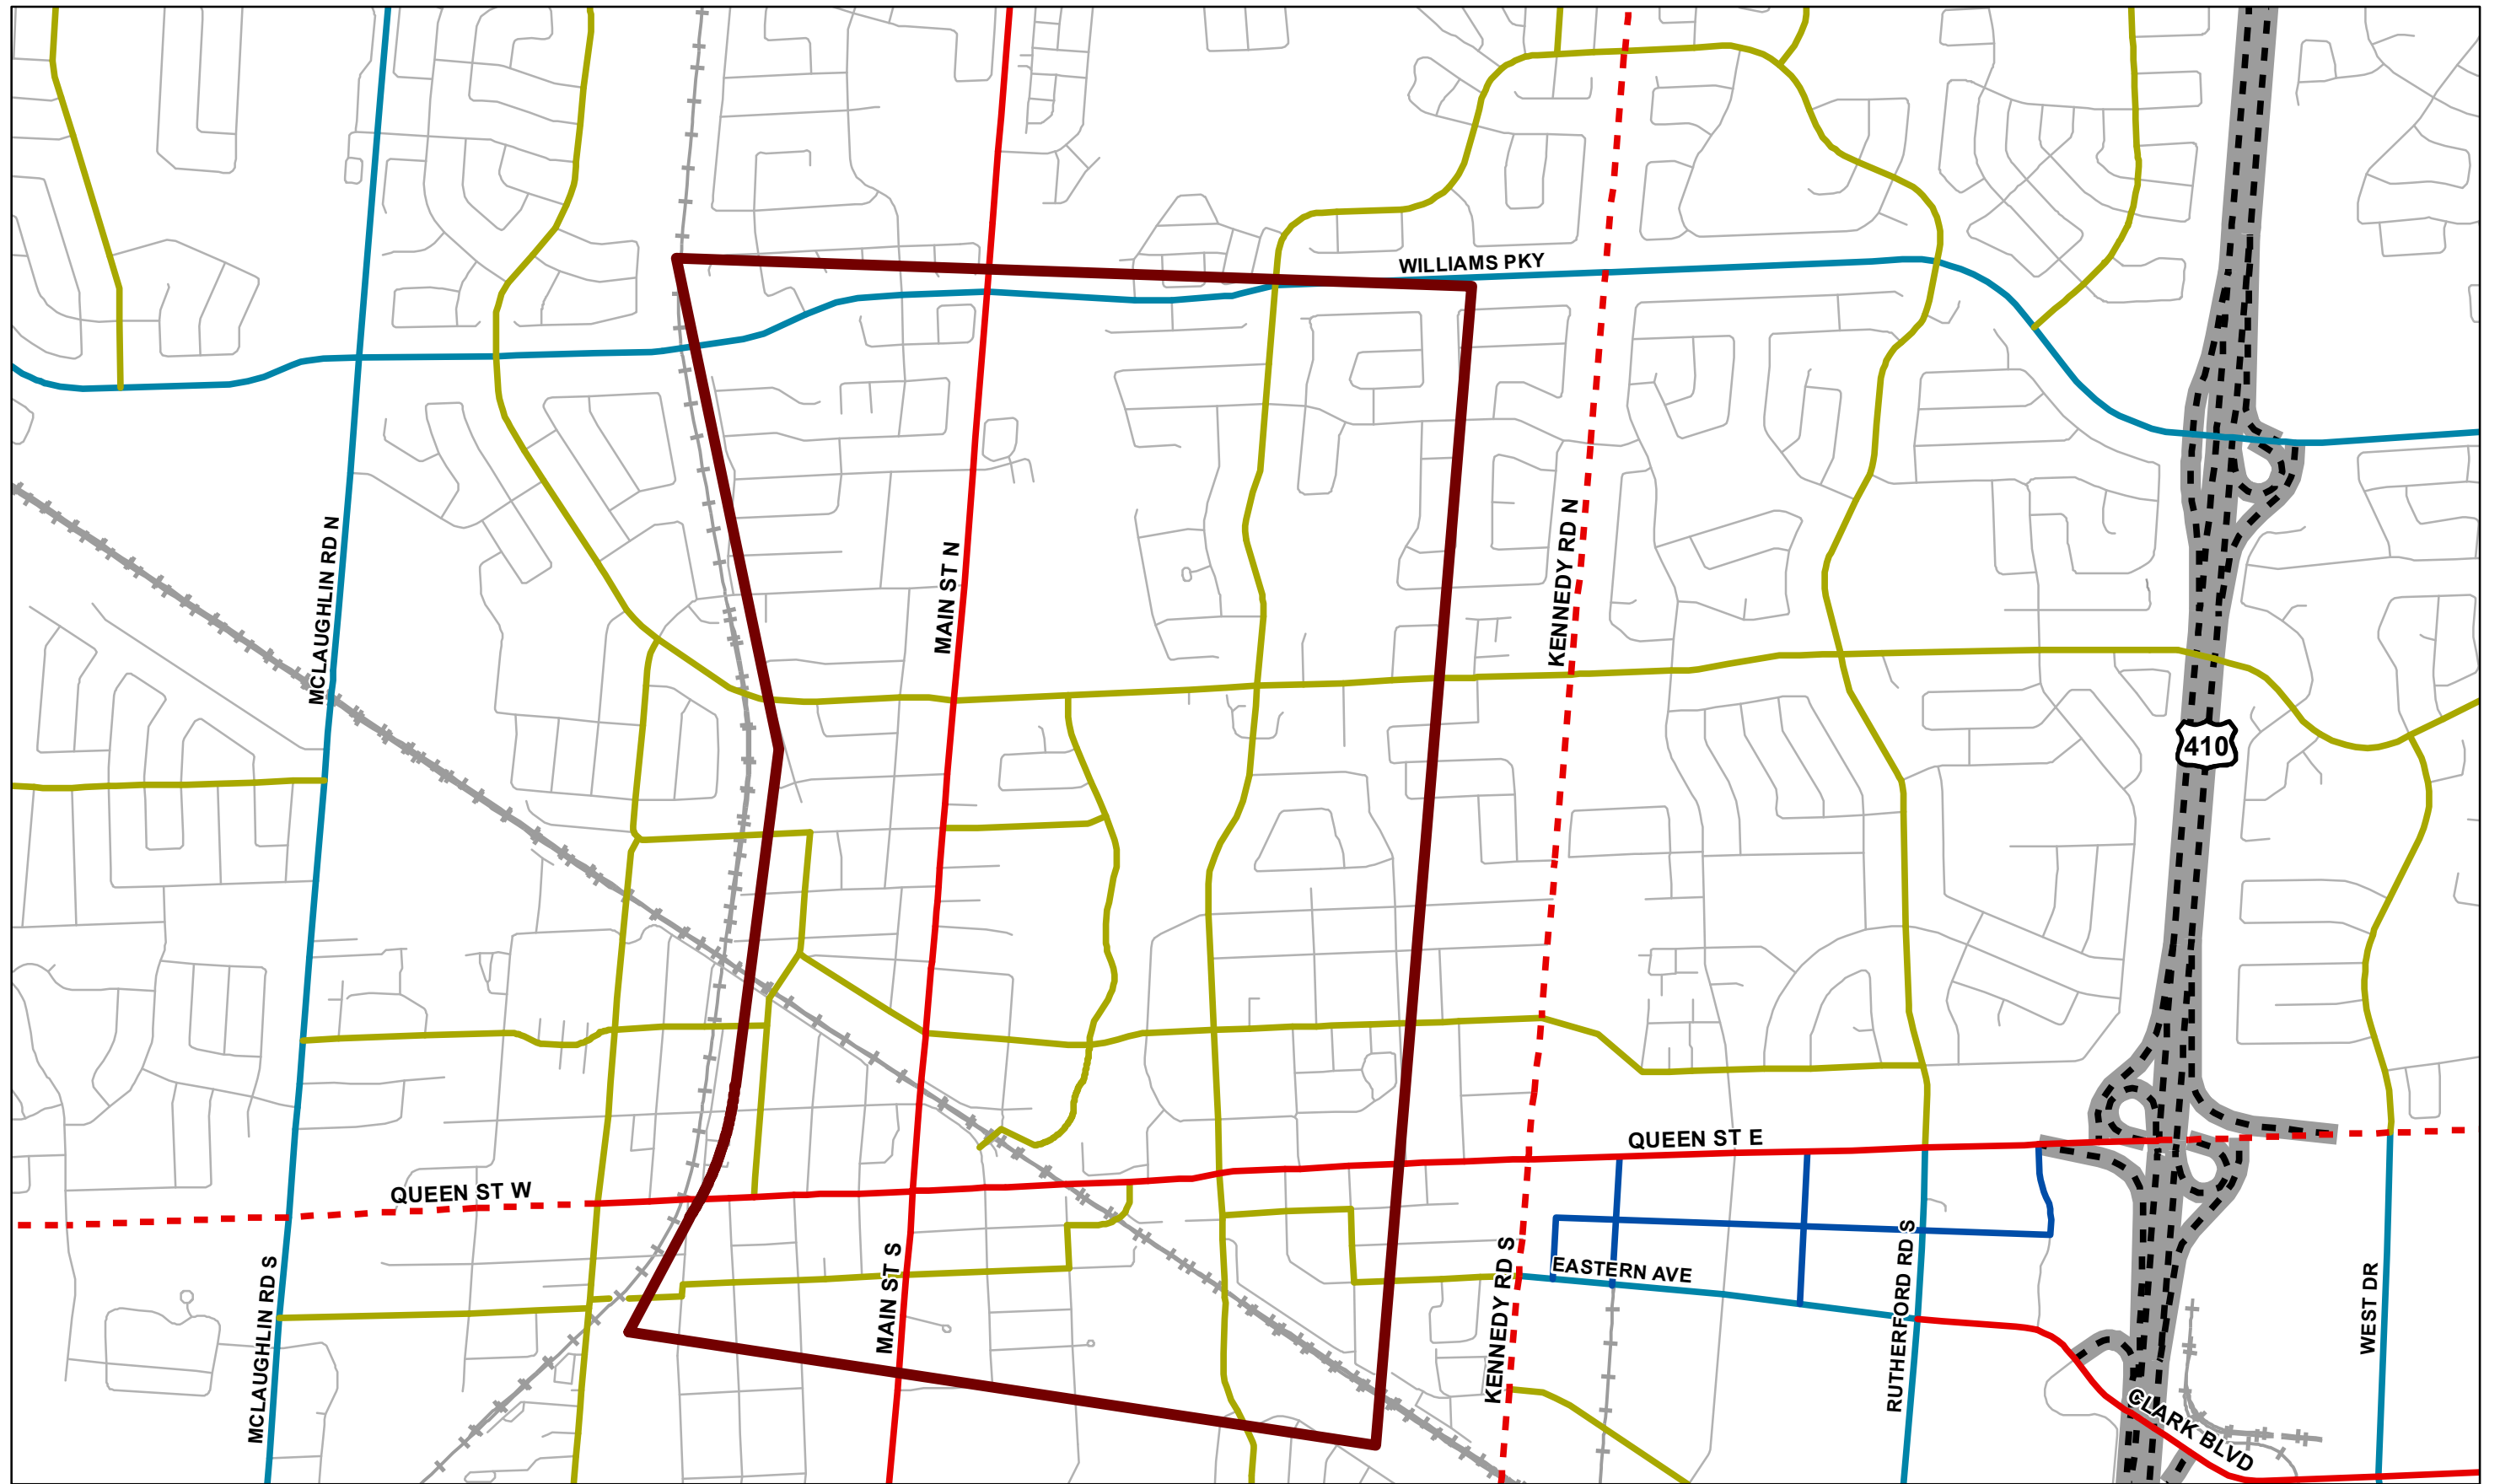 WILLIAMS PKY
MCLAUGHLIN RD N
MAIN ST N
KENNEDY RD N
410
QUEEN ST E
QUEEN ST W
EASTERN AVE
MCLAUGHLIN RD S
MAIN ST S
KENNEDY RD S
RUTHERFORD RD S
WEST DR
CLARK BLVD